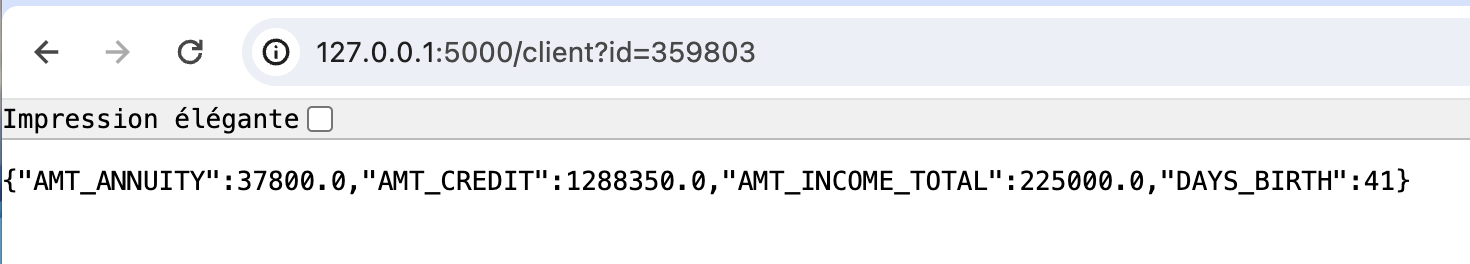 127.0.0.1:5000/client?id=359803
Impression élégante
{"AMT_ANNUITY":37800.0,"AMT_CREDIT":1288350.0,"AMT_INCOME_TOTAL":225000.0,"DAYS_BIRTH":41}